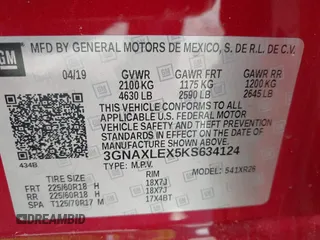 GM
MFD BY GENERAL MOTORS DE MEXICO, S. DE R.L. DE C.V.
04/19 GVWR GAWR FRT GAWR RR
2100 KG 1175 KG 1200 KG
4630 LB 2590 LB 2645 LB
THIS VEHICLE CONFORMS TO ALL
APPLICABLE U.S. FEDERAL MOTOR
VEHICLE SAFETY AND THEFT PREVENTION
STANDARDS IN EFFECT ON THE DATE OF
MANUFACTURE SHOWN ABOVE.
3GNAXLEX5KS634124
TYPE: M.P.V. MODEL: 541XR26
434B
TIRE SIZE RIM
FRT 225/60R18 H 18X7J
RR 225/60R18 H 18X7J
SPA T125/70R17 M 17X4BT
DREAMBID